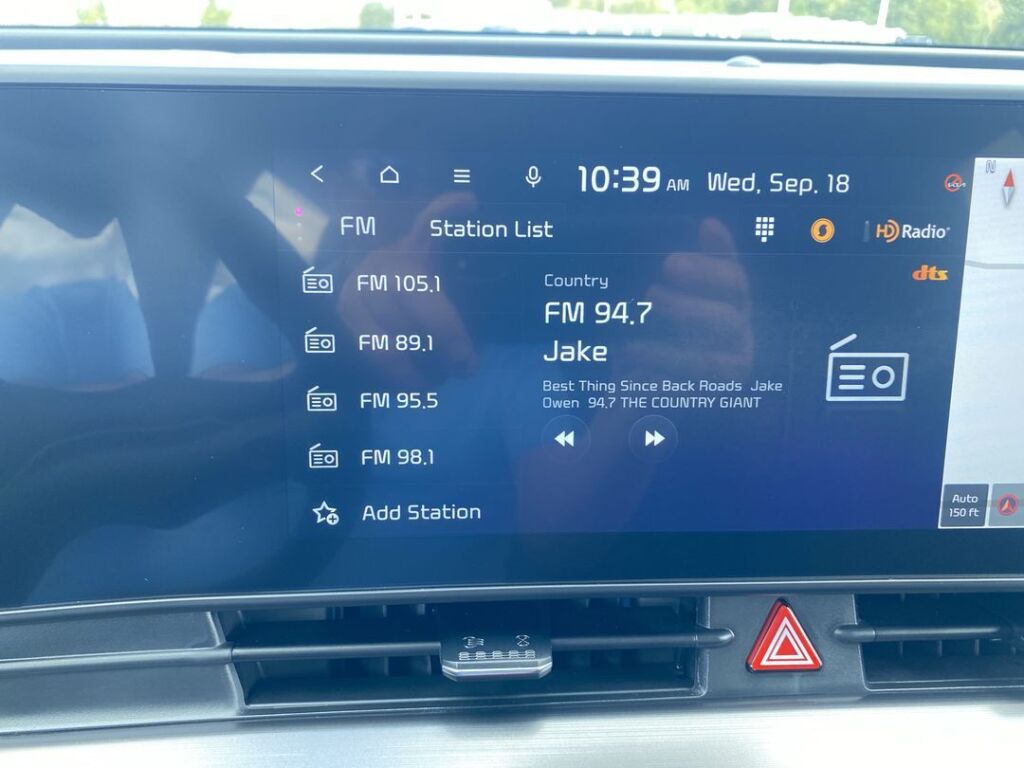 10:39 AM Wed, Sep. 18
N
FM
Station List
HD Radio
dts
FM 105.1
FM 89.1
FM 95.5
FM 98.1
Add Station
Country
FM 94.7
Jake
Best Thing Since Back Roads Jake
Owen 94.7 THE COUNTRY GIANT
Auto
150 ft